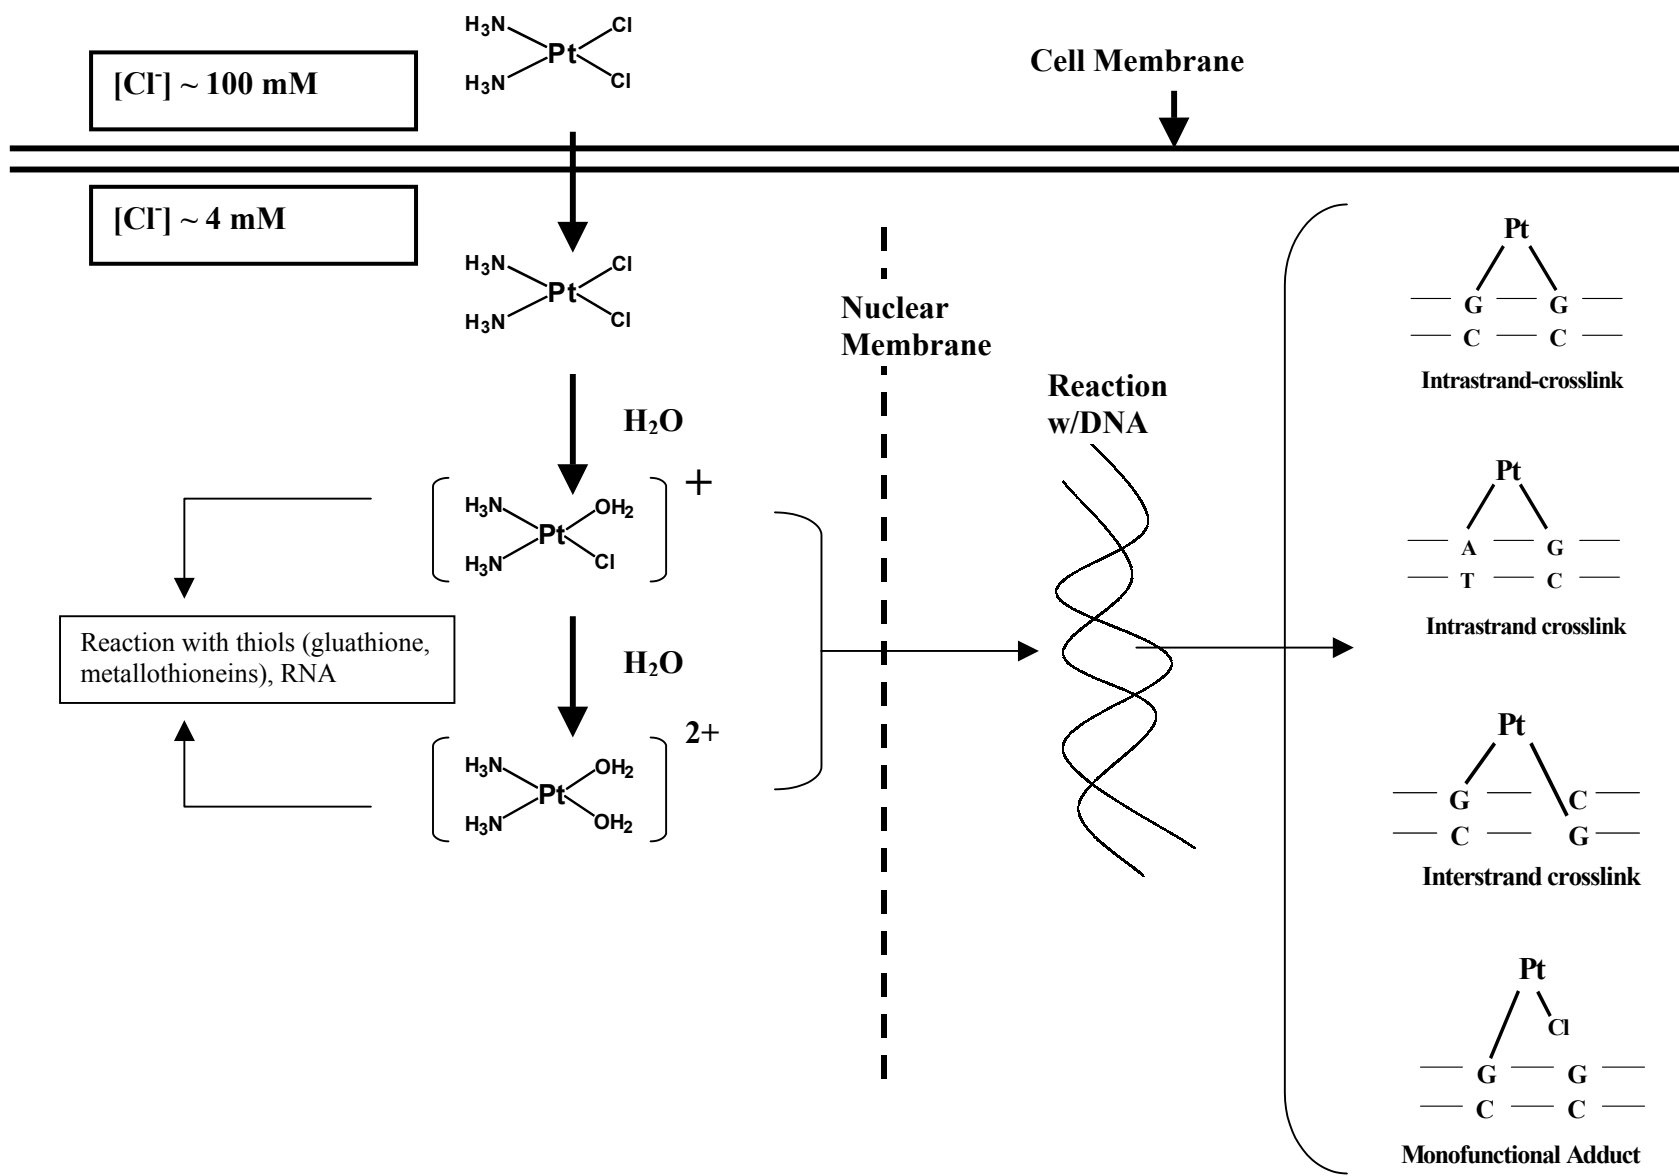 H₃N Cl
Pt
H₃N Cl
[Cl⁻] ~ 100 mM
Cell Membrane
[Cl⁻] ~ 4 mM
H₃N Cl
Pt
H₃N Cl
Nuclear
Membrane
Reaction
w/DNA
H₂O
+
H₃N OH₂
Pt
H₃N Cl
Reaction with thiols (gluathione,
metallothioneins), RNA
H₂O
2+
H₃N OH₂
Pt
H₃N OH₂
Pt
G G
C C
Intrastrand-crosslink
Pt
A G
T C
Intrastrand crosslink
Pt
G C
C G
Interstrand crosslink
Pt
Cl
G G
C C
Monofunctional Adduct